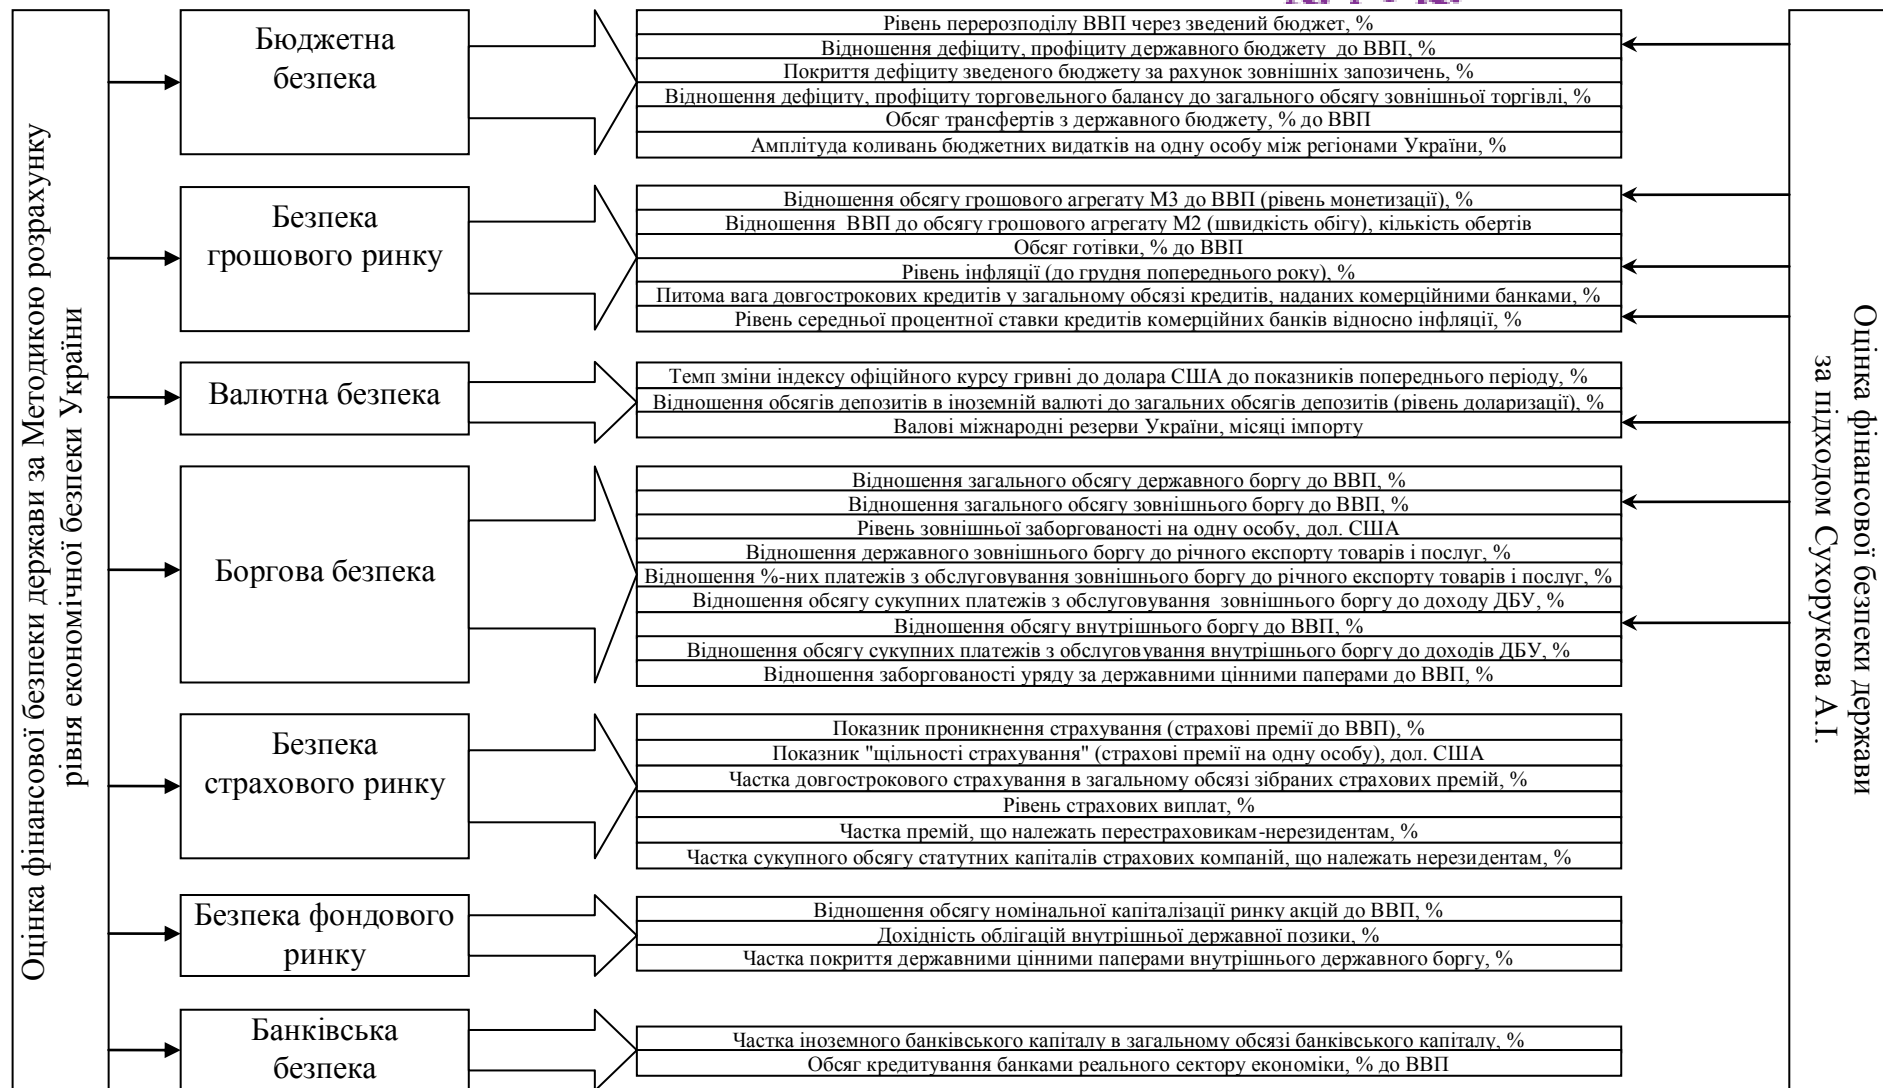 Оцінка фінансової безпеки держави за Методикою розрахунку
рівня економічної безпеки України
Бюджетна
безпека
Рівень перерозподілу ВВП через зведений бюджет, %
Відношення дефіциту, профіциту державного бюджету до ВВП, %
Покриття дефіциту зведеного бюджету за рахунок зовнішніх запозичень, %
Відношення дефіциту, профіциту торговельного балансу до загального обсягу зовнішньої торгівлі, %
Обсяг трансфертів з державного бюджету, % до ВВП
Амплітуда коливань бюджетних видатків на одну особу між регіонами України, %
Безпека
грошового ринку
Відношення обсягу грошового агрегату М3 до ВВП (рівень монетизації), %
Відношення ВВП до обсягу грошового агрегату М2 (швидкість обігу), кількість обертів
Обсяг готівки, % до ВВП
Рівень інфляції (до грудня попереднього року), %
Питома вага довгострокових кредитів у загальному обсязі кредитів, наданих комерційними банками, %
Рівень середньої процентної ставки кредитів комерційних банків відносно інфляції, %
Валютна безпека
Темп зміни індексу офіційного курсу гривні до долара США до показників попереднього періоду, %
Відношення обсягів депозитів в іноземній валюті до загальних обсягів депозитів (рівень доларизації), %
Валові міжнародні резерви України, місяці імпорту
Боргова безпека
Відношення загального обсягу державного боргу до ВВП, %
Відношення загального обсягу зовнішнього боргу до ВВП, %
Рівень зовнішньої заборгованості на одну особу, дол. США
Відношення державного зовнішнього боргу до річного експорту товарів і послуг, %
Відношення %-них платежів з обслуговування зовнішнього боргу до річного експорту товарів і послуг, %
Відношення обсягу сукупних платежів з обслуговування зовнішнього боргу до доходу ДБУ, %
Відношення обсягу внутрішнього боргу до ВВП, %
Відношення обсягу сукупних платежів з обслуговування внутрішнього боргу до доходів ДБУ, %
Відношення заборгованості уряду за державними цінними паперами до ВВП, %
Безпека
страхового ринку
Показник проникнення страхування (страхові премії до ВВП), %
Показник "щільності страхування" (страхові премії на одну особу), дол. США
Частка довгострокового страхування в загальному обсязі зібраних страхових премій, %
Рівень страхових виплат, %
Частка премій, що належать перестраховикам-нерезидентам, %
Частка сукупного обсягу статутних капіталів страхових компаній, що належать нерезидентам, %
Безпека фондового
ринку
Відношення обсягу номінальної капіталізації ринку акцій до ВВП, %
Дохідність облігацій внутрішньої державної позики, %
Частка покриття державними цінними паперами внутрішнього державного боргу, %
Банківська
безпека
Частка іноземного банківського капіталу в загальному обсязі банківського капіталу, %
Обсяг кредитування банками реального сектору економіки, % до ВВП
Оцінка фінансової безпеки держави
за підходом Сухорукова А.І.